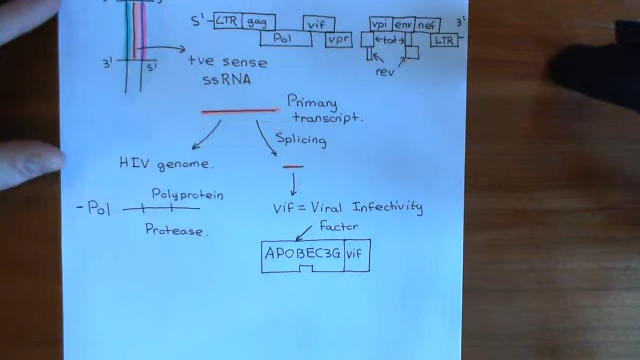 5' LTR gag vif vpi env nef 3'
Pol vpr tat LTR
rev
3' 5'
+ve sense
ssRNA
Primary
transcript.
Splicing
HIV genome.
Polyprotein
- Pol
Protease.
vif = Viral Infectivity
Factor
APOBEC3G vif